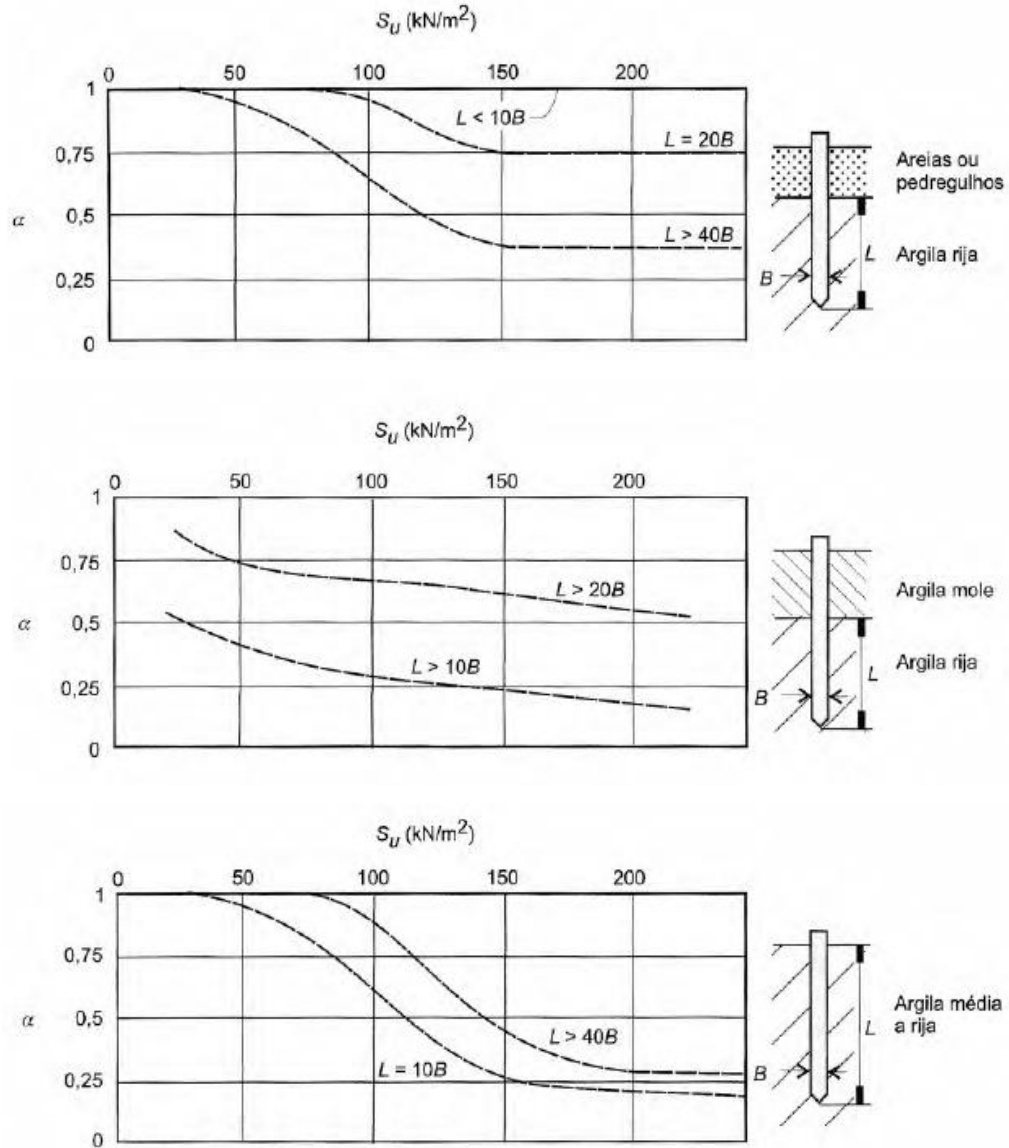 S_u (kN/m²)
0 50 100 150 200
1
0,75
0,5
0,25
0
α
L < 10B
L = 20B
L > 40B
Areias ou
pedregulhos
Argila rija
L
B
S_u (kN/m²)
0 50 100 150 200
1
0,75
0,5
0,25
0
α
L > 20B
L > 10B
Argila mole
Argila rija
L
B
S_u (kN/m²)
0 50 100 150 200
1
0,75
0,5
0,25
0
α
L > 40B
L = 10B
Argila média
a rija
L
B